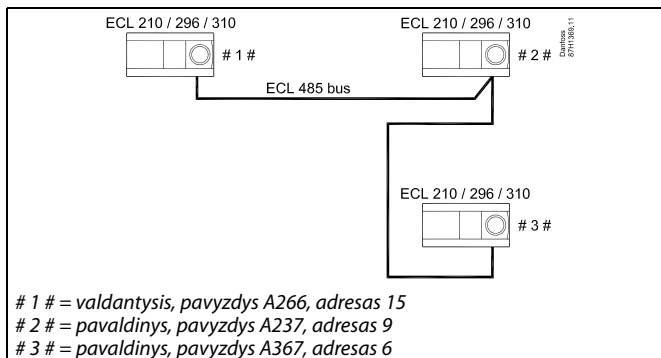 ECL 210 / 296 / 310
# 1 #
ECL 210 / 296 / 310
# 2 #
Danfoss
87H1369.11
ECL 485 bus
ECL 210 / 296 / 310
# 3 #
# 1 # = valdantysis, pavyzdys A266, adresas 15
# 2 # = pavaldinys, pavyzdys A237, adresas 9
# 3 # = pavaldinys, pavyzdys A367, adresas 6